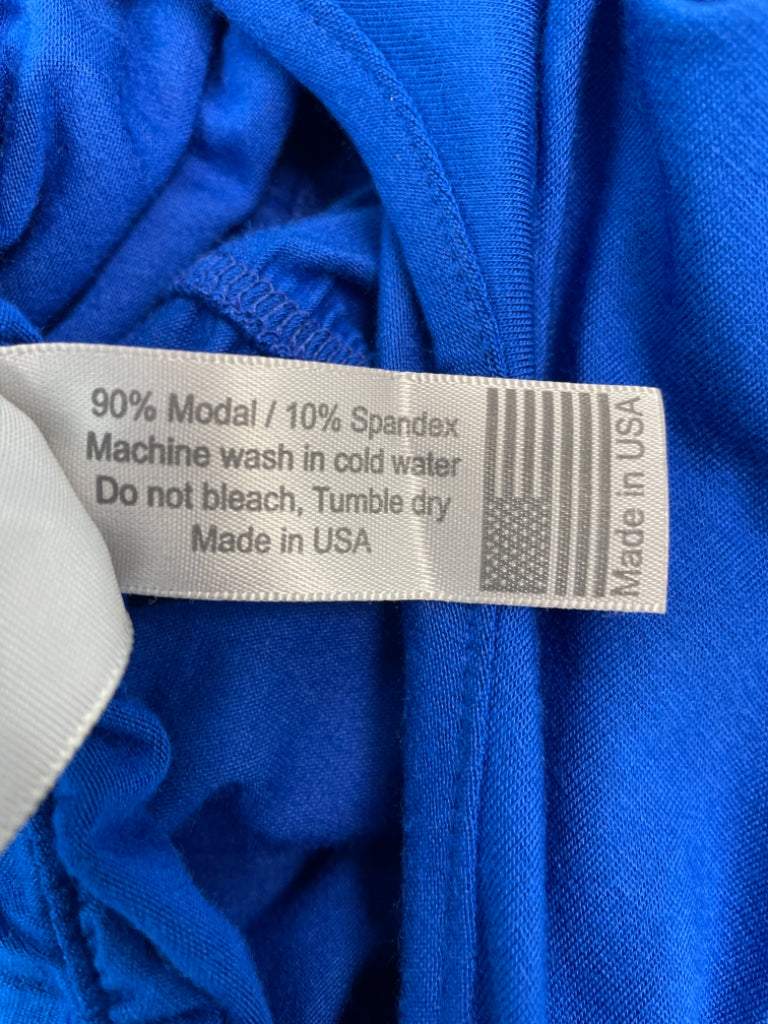 90% Modal / 10% Spandex
Machine wash in cold water
Do not bleach, Tumble dry
Made in USA
Made in USA